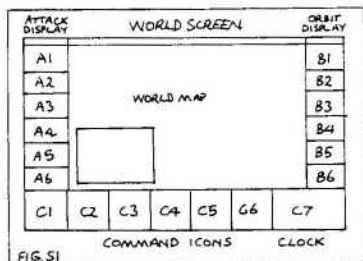 ATTACK DISPLAY
WORLD SCREEN
ORBIT DISPLAY
A1
B1
A2
B2
WORLD MAP
A3
B3
A4
B4
A5
B5
A6
B6
C1 C2 C3 C4 C5 C6 C7
COMMAND ICONS CLOCK
FIG. S1